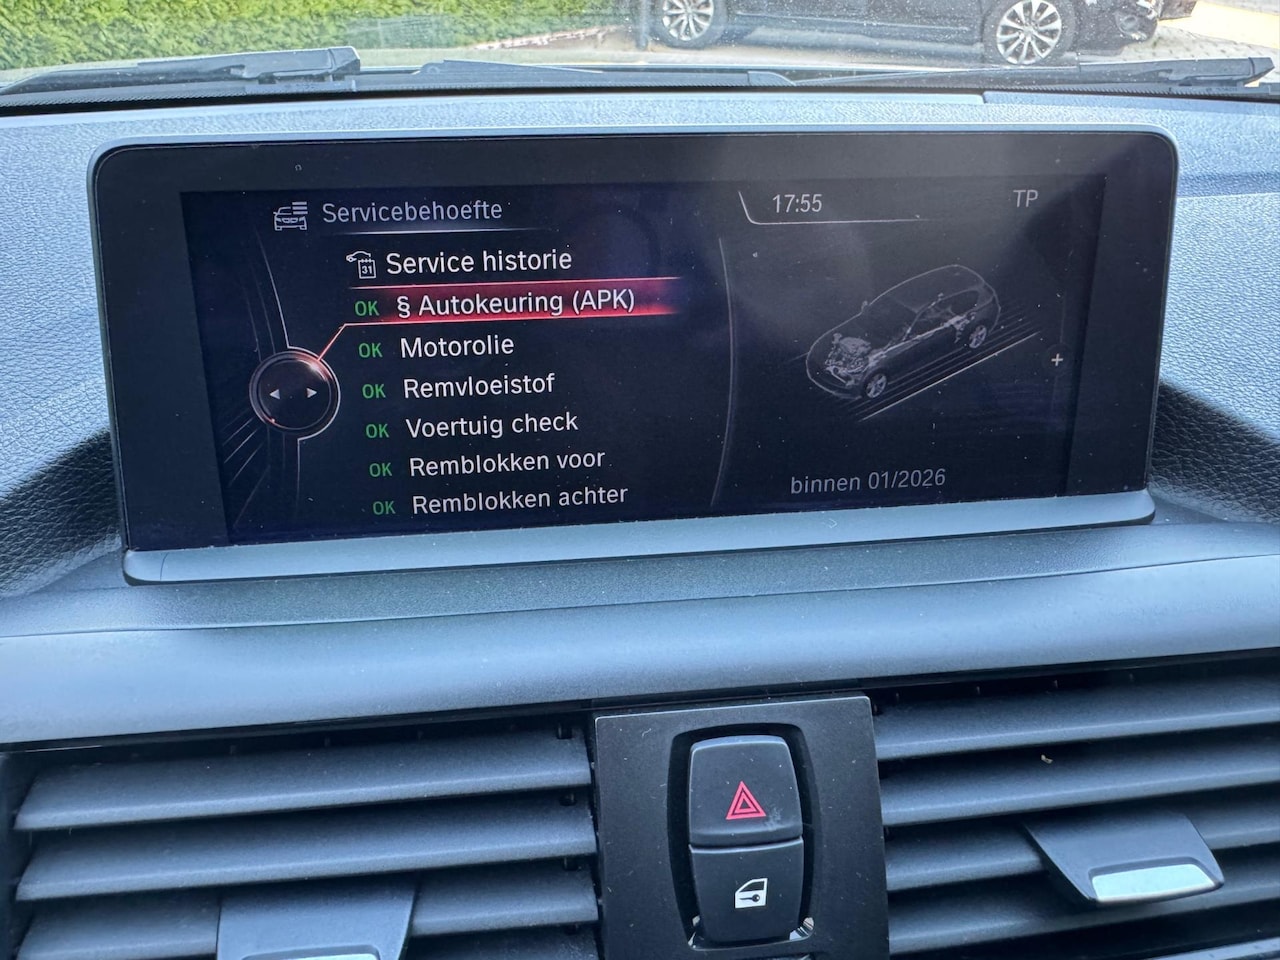 Servicebehoefte
17:55
TP
31 Service historie
OK § Autokeuring (APK)
OK Motorolie
OK Remvloeistof
OK Voertuig check
OK Remblokken voor
OK Remblokken achter
+
binnen 01/2026